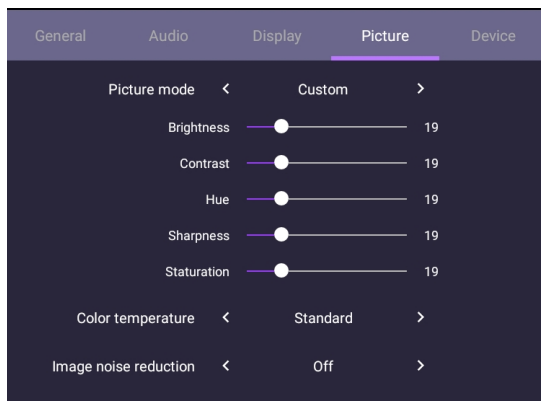 General Audio Display Picture Device
Picture mode Custom
Brightness 19
Contrast 19
Hue 19
Sharpness 19
Staturation 19
Color temperature Standard
Image noise reduction Off